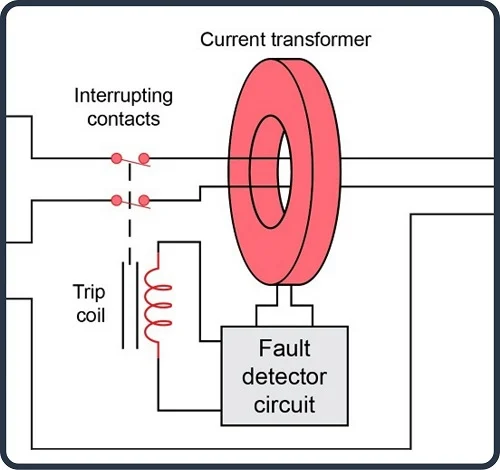 Current transformer
Interrupting
contacts
Trip
coil
Fault
detector
circuit